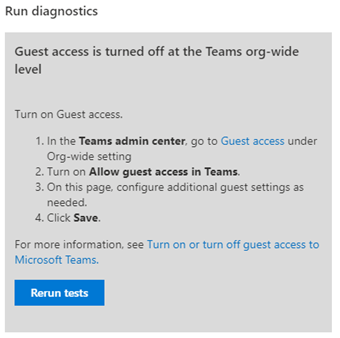 Run diagnostics
Guest access is turned off at the Teams org-wide
level
Turn on Guest access.
1. In the Teams admin center, go to Guest access under
Org-wide setting
2. Turn on Allow guest access in Teams.
3. On this page, configure additional guest settings as
needed.
4. Click Save.
For more information, see Turn on or turn off guest access to
Microsoft Teams.
Rerun tests